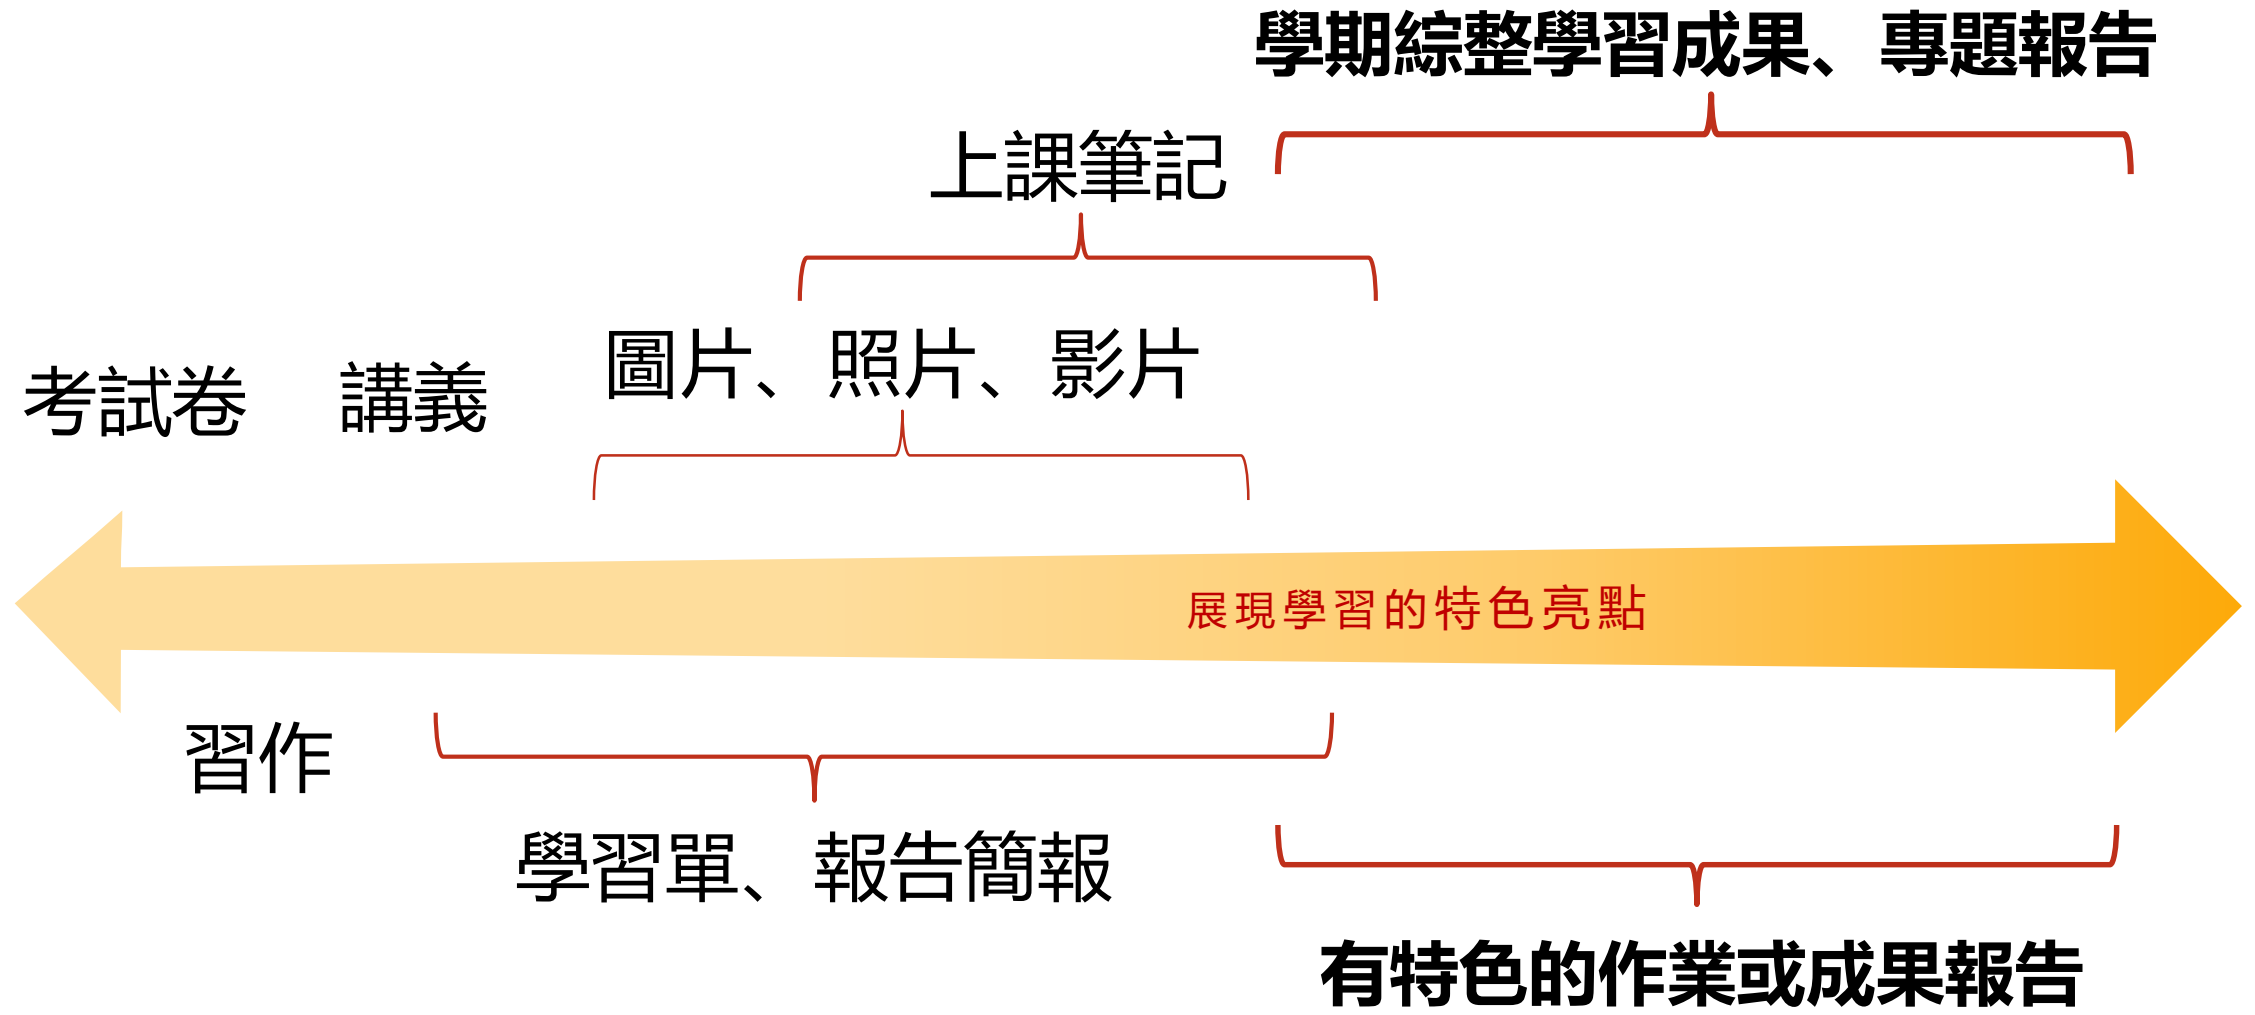 學期綜整學習成果、專題報告
上課筆記
圖片、照片、影片
考試卷
講義
展現學習的特色亮點
習作
學習單、報告簡報
有特色的作業或成果報告